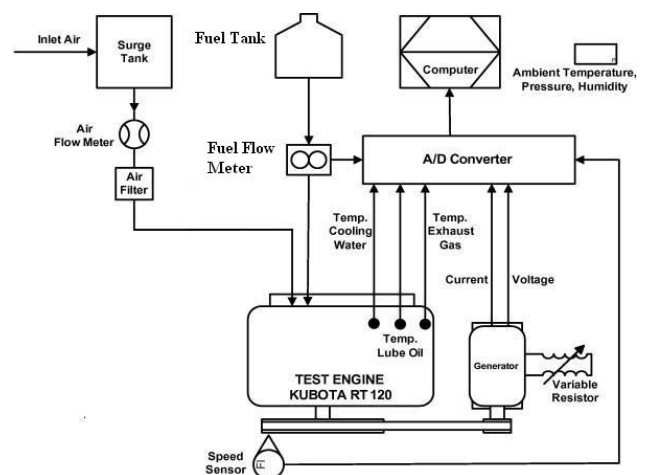 Inlet Air
Surge
Tank
Fuel Tank
Computer
Ambient Temperature,
Pressure, Humidity
Air
Flow Meter
Fuel Flow
Meter
A/D Converter
Air
Filter
Temp.
Cooling
Water
Temp.
Exhaust
Gas
Current
Voltage
Temp.
Lube Oil
TEST ENGINE
KUBOTA RT 120
Generator
Variable
Resistor
Speed
Sensor
FI